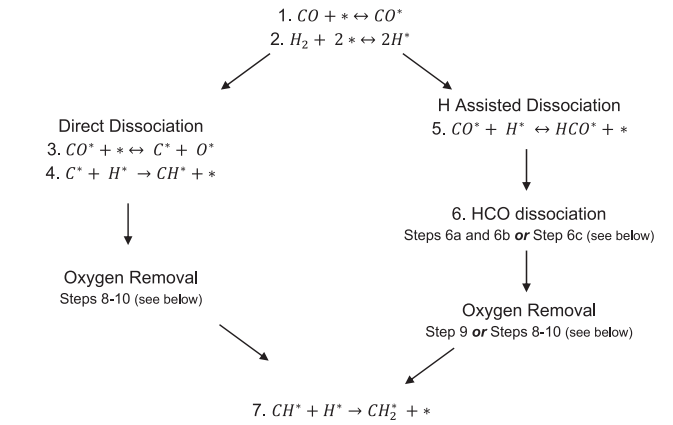 1. CO + * ↔ CO*
2. H₂ + 2 * ↔ 2H*
Direct Dissociation
3. CO* + * ↔ C* + O*
4. C* + H* → CH* + *
Oxygen Removal
Steps 8-10 (see below)
H Assisted Dissociation
5. CO* + H* ↔ HCO* + *
6. HCO dissociation
Steps 6a and 6b or Step 6c (see below)
Oxygen Removal
Step 9 or Steps 8-10 (see below)
7. CH* + H* → CH₂* + *